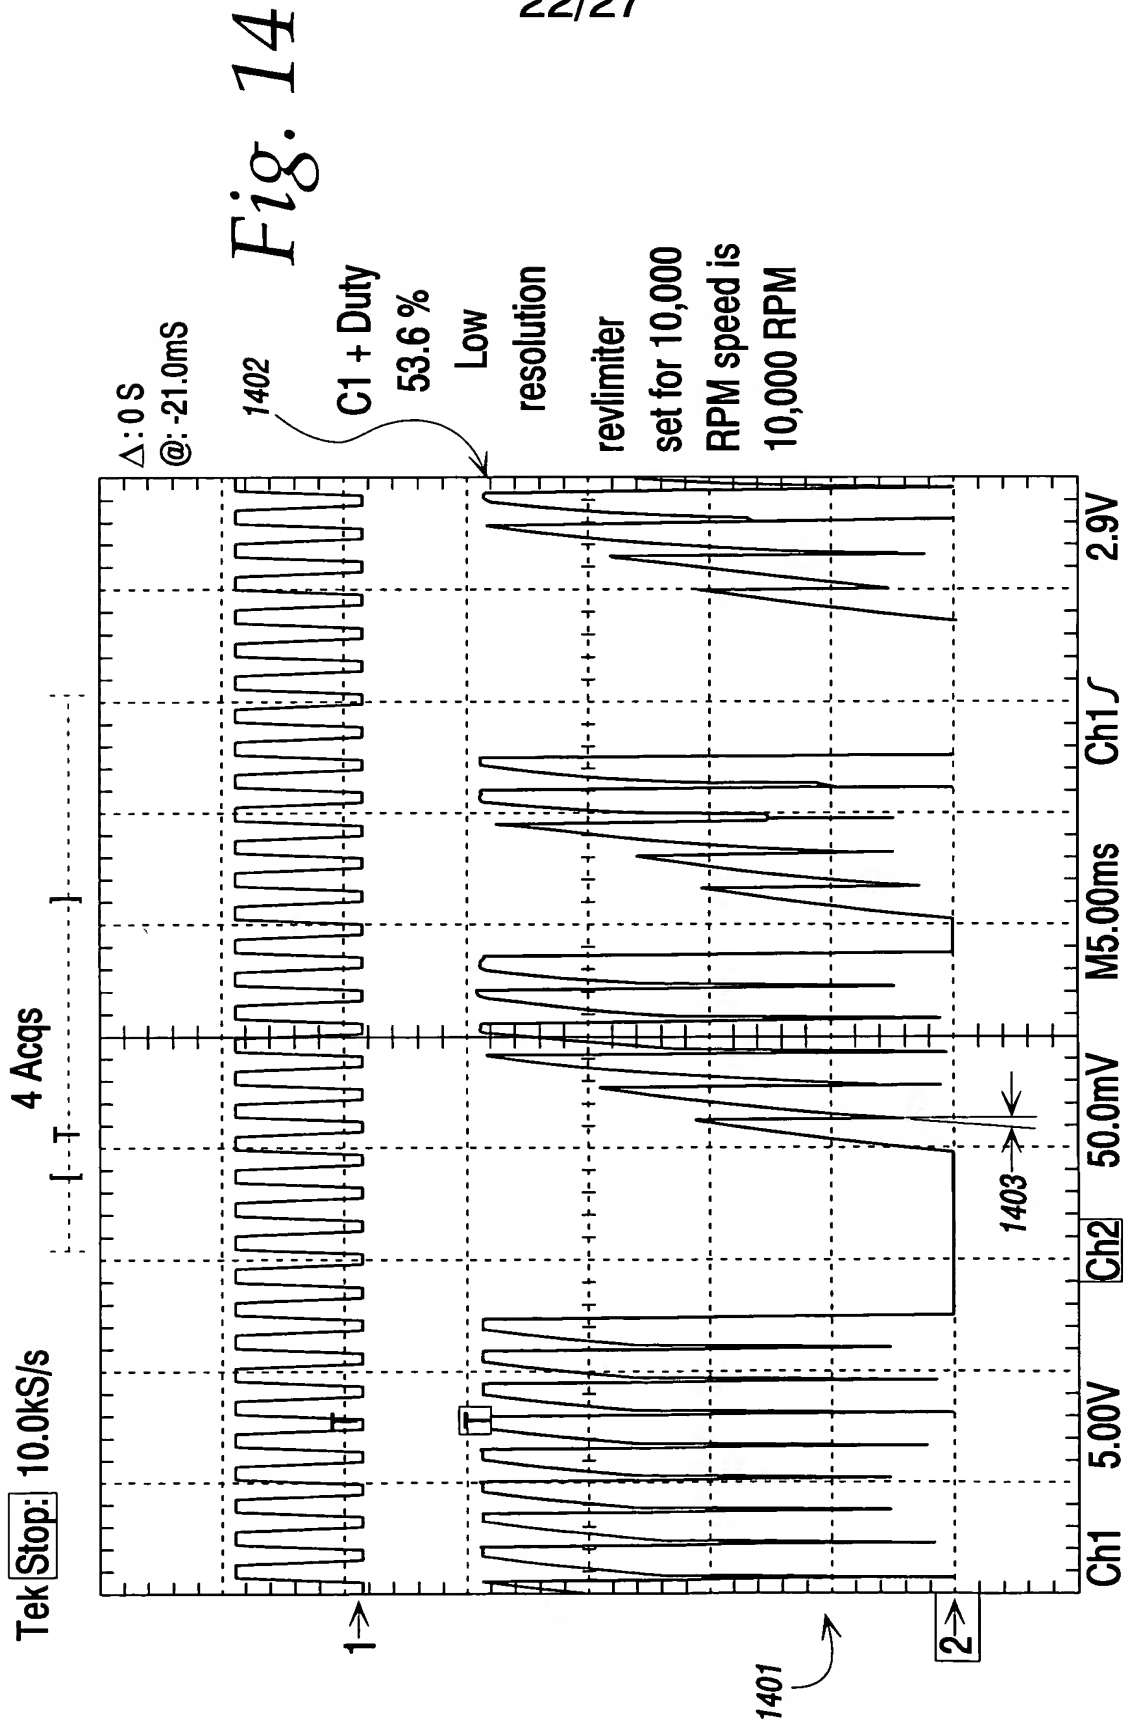 22/27
Fig. 14
Tek Stop: 10.0kS/s
4 Acqs
[ T ]
Δ: 0 S
@: -21.0mS
1402
C1 + Duty
53.6 %
Low
resolution
revlimiter
set for 10,000
RPM speed is
10,000 RPM
1
T
T
1401
2
1403
Ch1 5.00V Ch2 50.0mV M5.00ms Ch1 2.9V